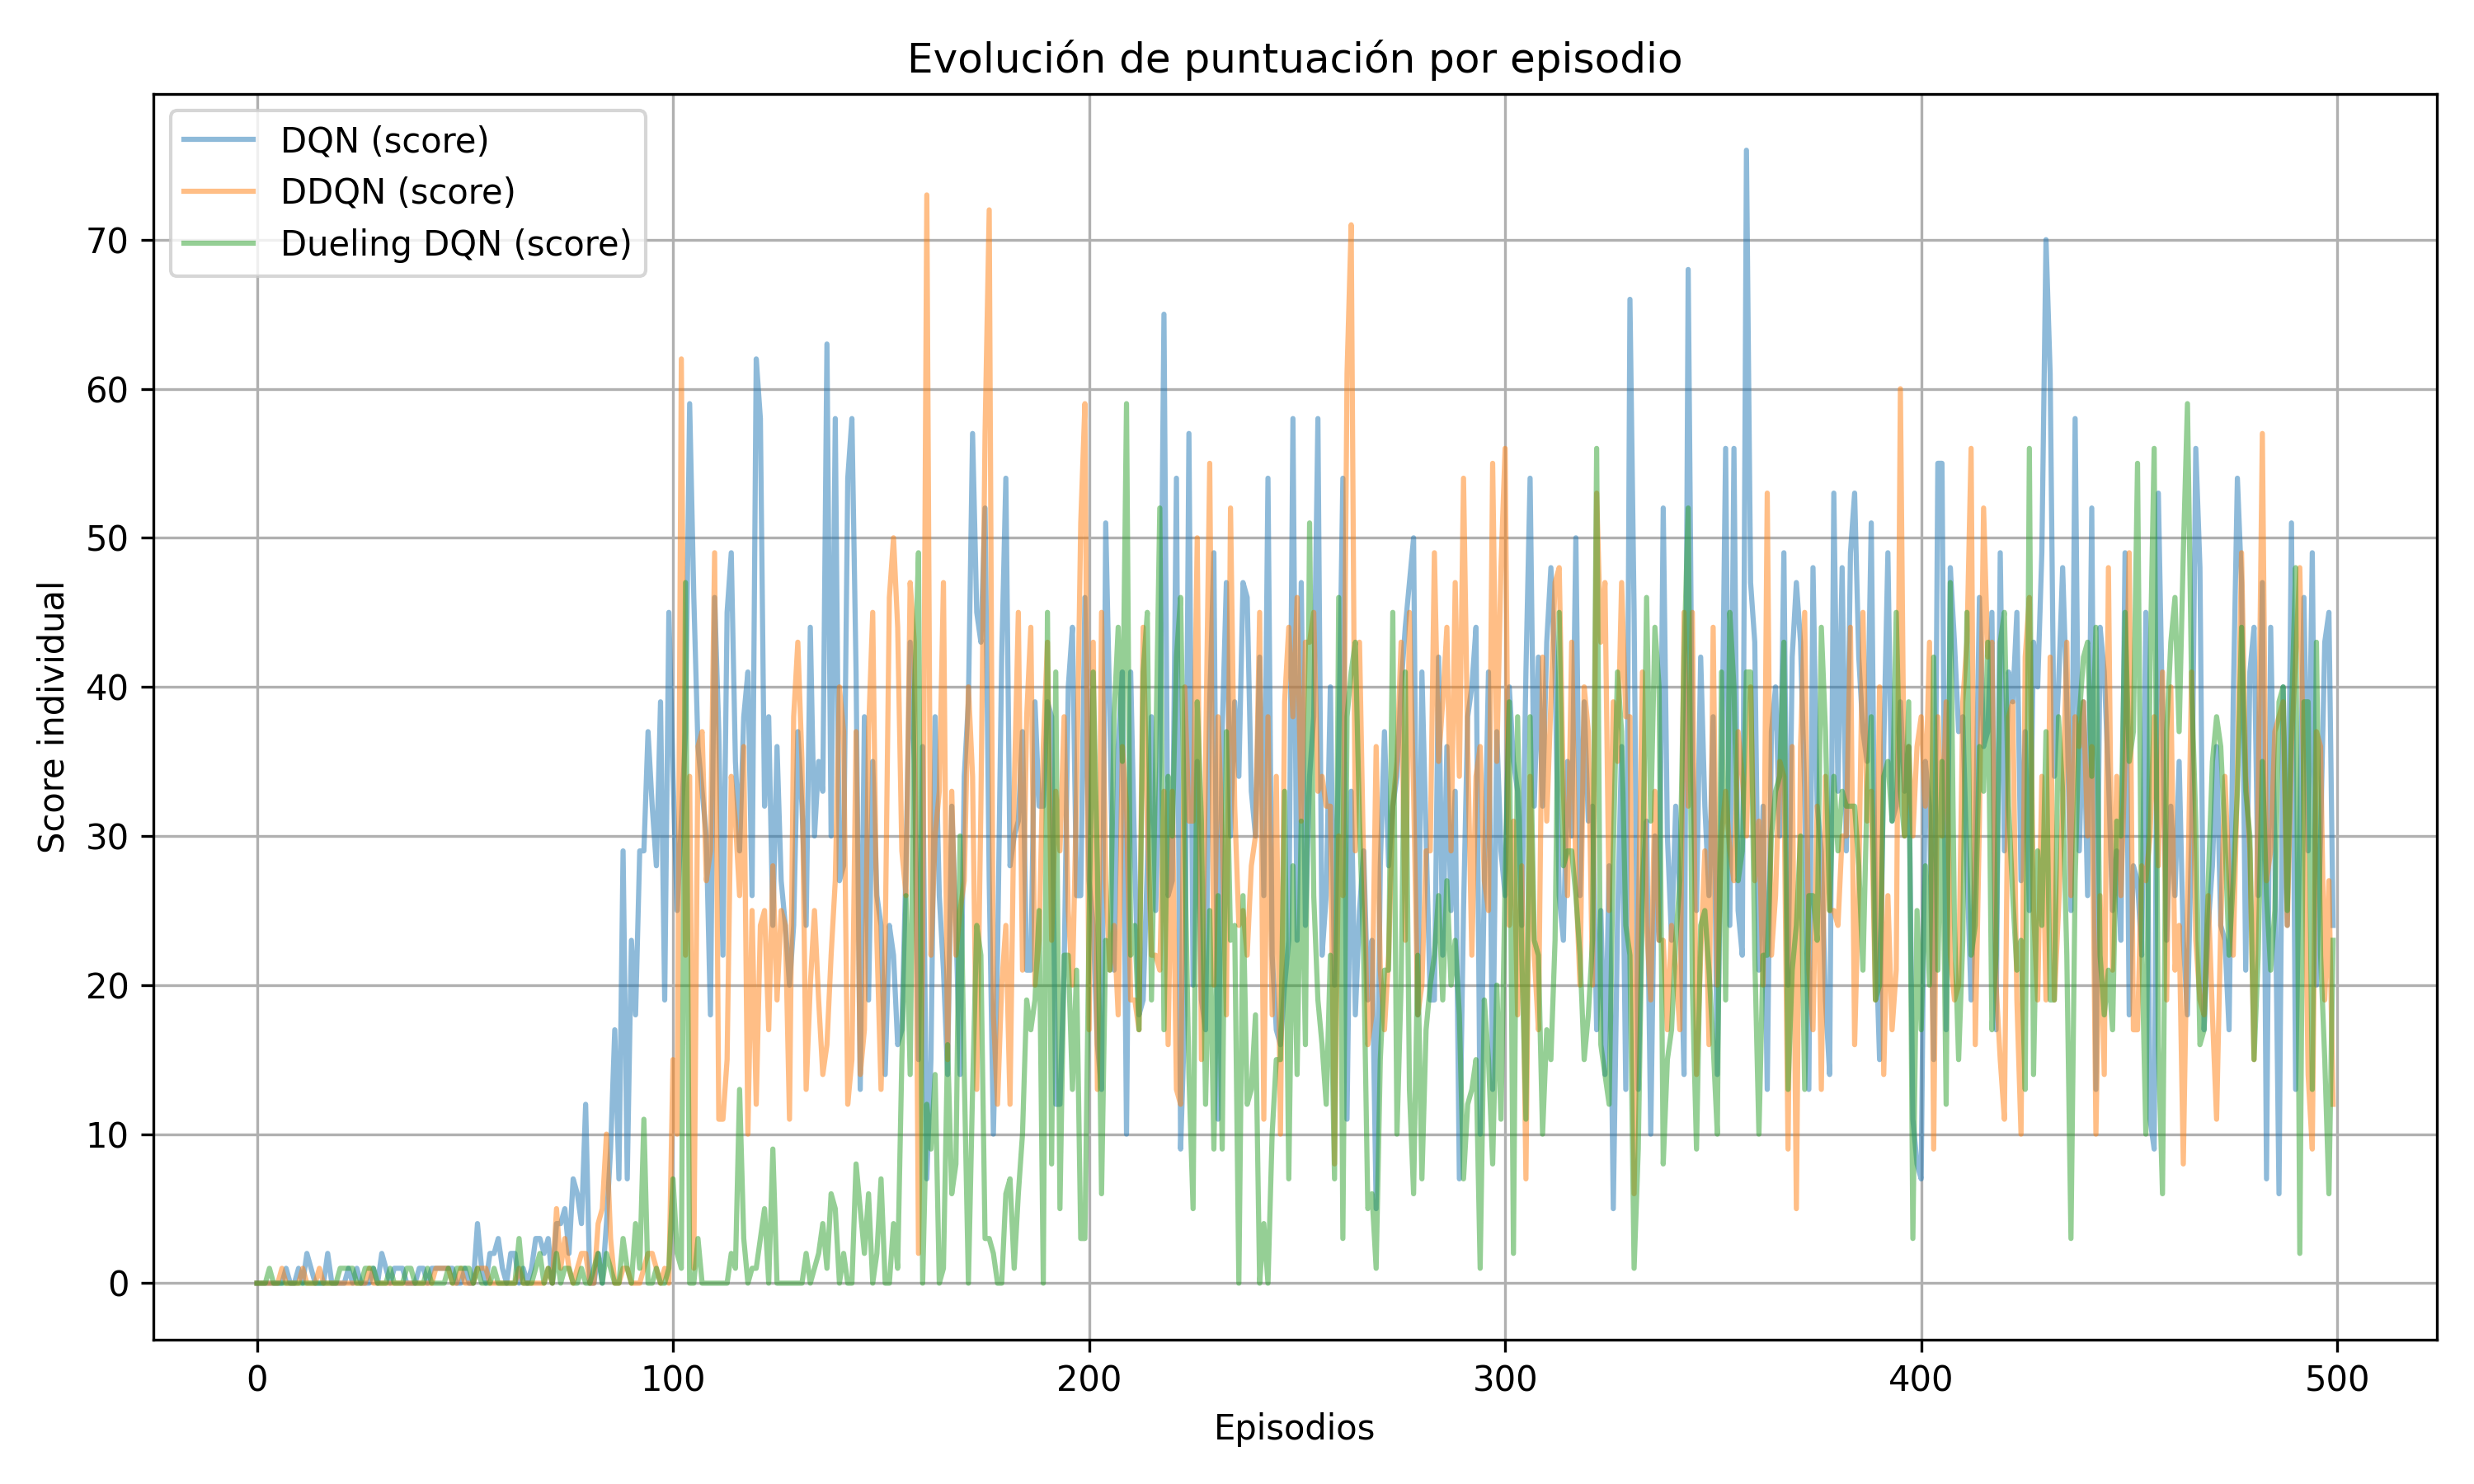 Evolución de puntuación por episodio
DQN (score)
DDQN (score)
Dueling DQN (score)
Score individual
70
60
50
40
30
20
10
0
0 100 200 300 400 500
Episodios